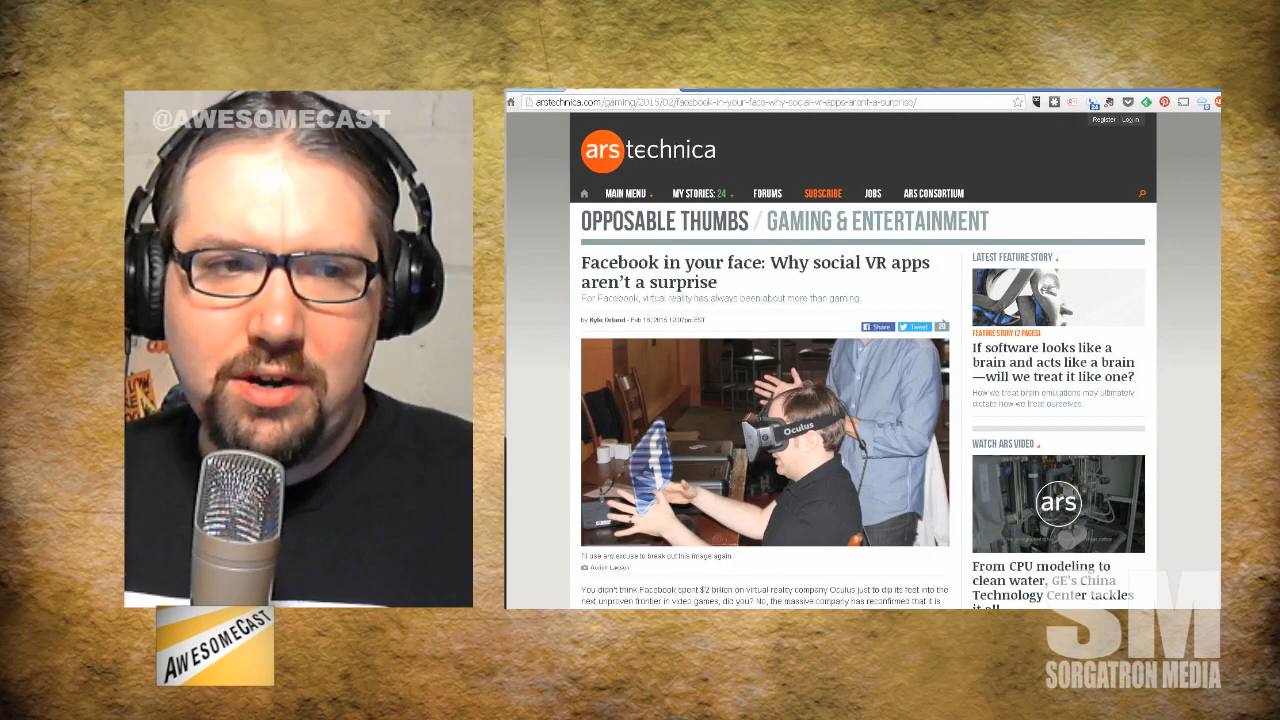 @AWESOMECAST
arstechnica.com/gaming/2015/02/facebook-in-your-face-why-social-vr-apps-arent-a-surprise/
Register Log in
ars technica
MAIN MENU MY STORIES: 24 FORUMS SUBSCRIBE JOBS ARS CONSORTIUM
OPPOSABLE THUMBS / GAMING & ENTERTAINMENT
Facebook in your face: Why social VR apps
aren't a surprise
For Facebook, virtual reality has always been about more than gaming.
by Kyle Orland - Feb 18, 2015 12:07pm EST
Share Tweet 29
Oculus
I'll use any excuse to break out this image again.
Aurich Lawson
You didn't think Facebook spent $2 billion on virtual reality company Oculus just to dip its feet into the
next unproven frontier in video games, did you? No, the massive company has reconfirmed that it is
LATEST FEATURE STORY
FEATURE STORY (2 PAGES)
If software looks like a
brain and acts like a brain
—will we treat it like one?
How we treat brain emulations may ultimately
dictate how we treat ourselves.
WATCH ARS VIDEO
ars
From CPU modeling to
clean water, GE's China
Technology Center tackles
it all
AWESOMECAST
SM
SORGATRON MEDIA